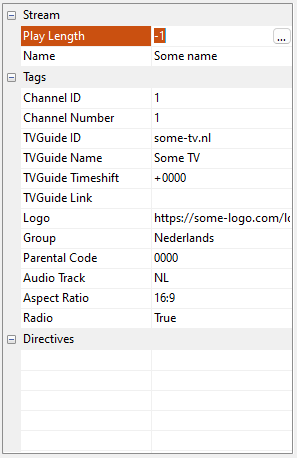 Stream
Play Length -1 ...
Name Some name
Tags
Channel ID 1
Channel Number 1
TVGuide ID some-tv.nl
TVGuide Name Some TV
TVGuide Timeshift +0000
TVGuide Link
Logo https://some-logo.com/lo
Group Nederlands
Parental Code 0000
Audio Track NL
Aspect Ratio 16:9
Radio True
Directives